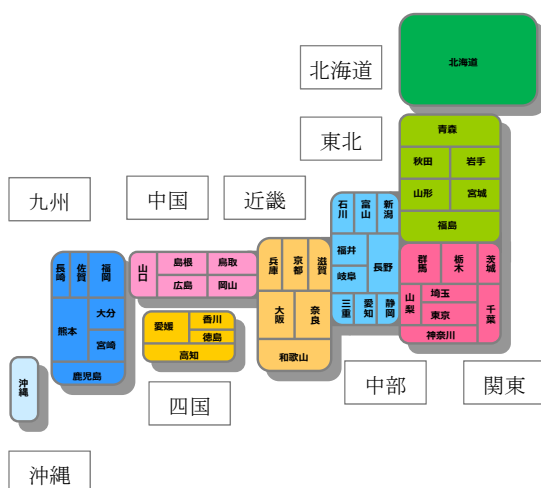 北海道
北海道
東北
青森
秋田
岩手
山形
宮城
福島
九州
中国
近畿
石川
富山
新潟
福井
長野
岐阜
三重
愛知
静岡
群馬
栃木
茨城
山梨
埼玉
東京
千葉
神奈川
兵庫
京都
滋賀
大阪
奈良
和歌山
山口
島根
鳥取
広島
岡山
愛媛
香川
徳島
高知
長崎
佐賀
福岡
熊本
大分
宮崎
鹿児島
沖縄
四国
中部
関東
沖縄